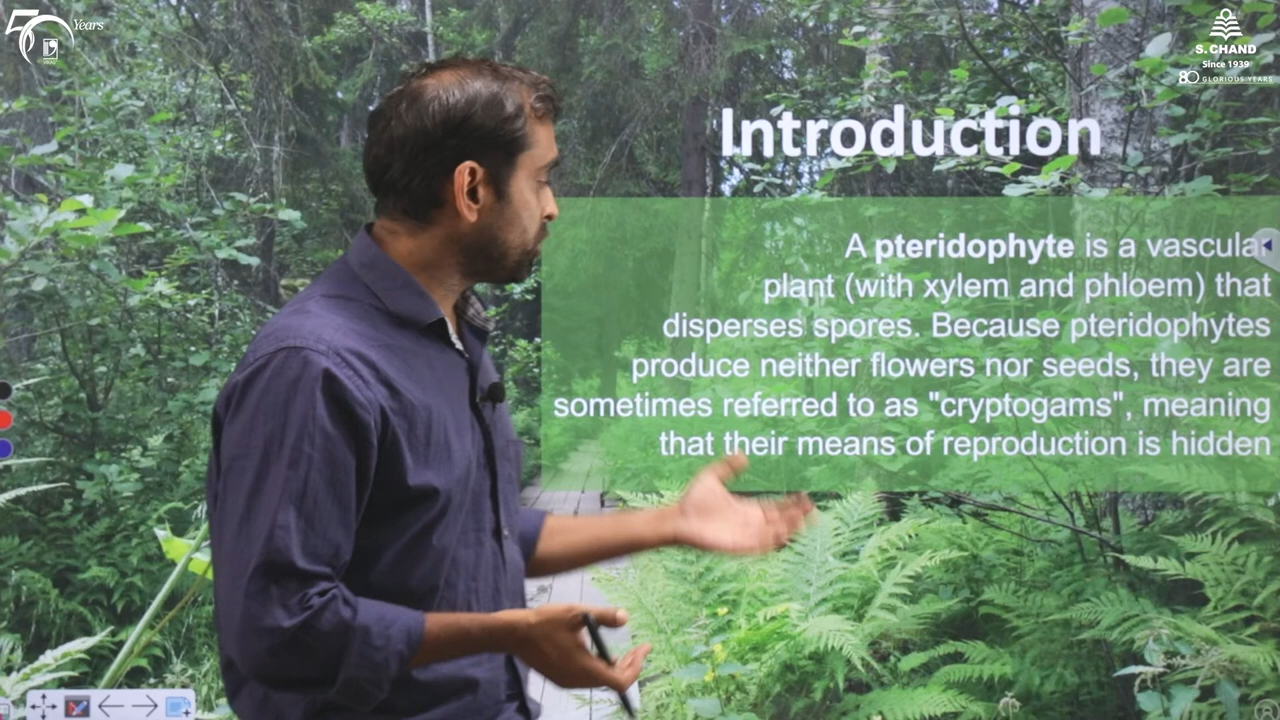 50 Years
VIKAS
S. CHAND
Since 1939
80 GLORIOUS YEARS
Introduction
A pteridophyte is a vascular
plant (with xylem and phloem) that
disperses spores. Because pteridophytes
produce neither flowers nor seeds, they are
sometimes referred to as "cryptogams", meaning
that their means of reproduction is hidden